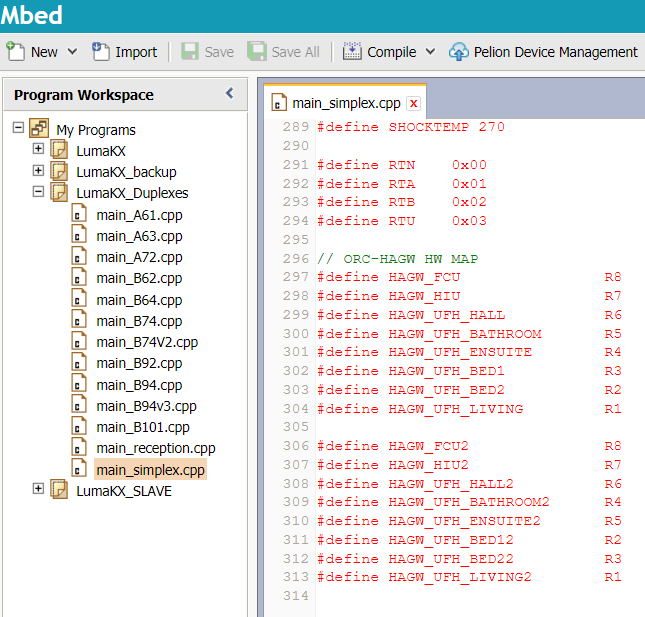 Mbed
New Import Save Save All Compile Pelion Device Management
Program Workspace
My Programs
LumaKX
LumaKX_backup
LumaKX_Duplexes
main_A61.cpp
main_A63.cpp
main_A72.cpp
main_B62.cpp
main_B64.cpp
main_B74.cpp
main_B74V2.cpp
main_B92.cpp
main_B94.cpp
main_B94v3.cpp
main_B101.cpp
main_reception.cpp
main_simplex.cpp
LumaKX_SLAVE
main_simplex.cpp x
289 #define SHOCKTEMP 270
290
291 #define RTN 0x00
292 #define RTA 0x01
293 #define RTB 0x02
294 #define RTU 0x03
295
296 // ORC-HAGW HW MAP
297 #define HAGW_FCU R8
298 #define HAGW_HIU R7
299 #define HAGW_UFH_HALL R6
300 #define HAGW_UFH_BATHROOM R5
301 #define HAGW_UFH_ENSUITE R4
302 #define HAGW_UFH_BED1 R3
303 #define HAGW_UFH_BED2 R2
304 #define HAGW_UFH_LIVING R1
305
306 #define HAGW_FCU2 R8
307 #define HAGW_HIU2 R7
308 #define HAGW_UFH_HALL2 R6
309 #define HAGW_UFH_BATHROOM2 R4
310 #define HAGW_UFH_ENSUITE2 R5
311 #define HAGW_UFH_BED12 R2
312 #define HAGW_UFH_BED22 R3
313 #define HAGW_UFH_LIVING2 R1
314